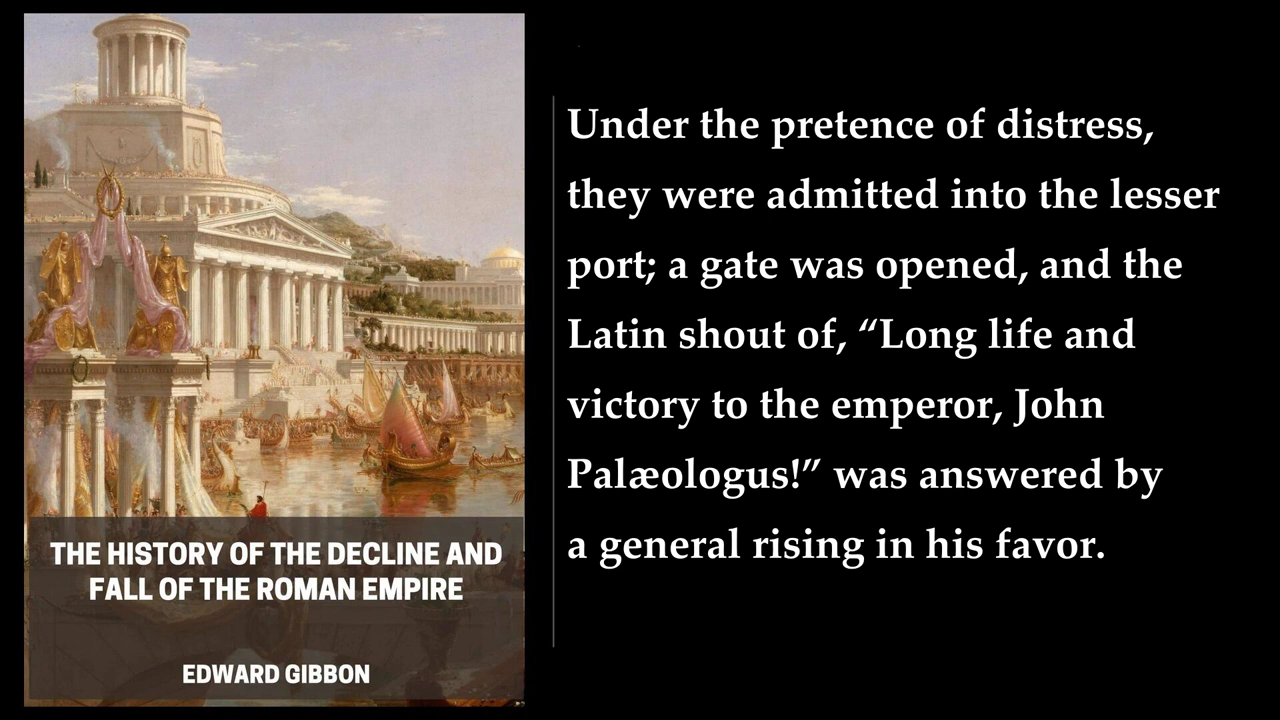 Under the pretence of distress,
they were admitted into the lesser
port; a gate was opened, and the
Latin shout of, “Long life and
victory to the emperor, John
Palæologus!” was answered by
a general rising in his favor.
THE HISTORY OF THE DECLINE AND
FALL OF THE ROMAN EMPIRE
EDWARD GIBBON